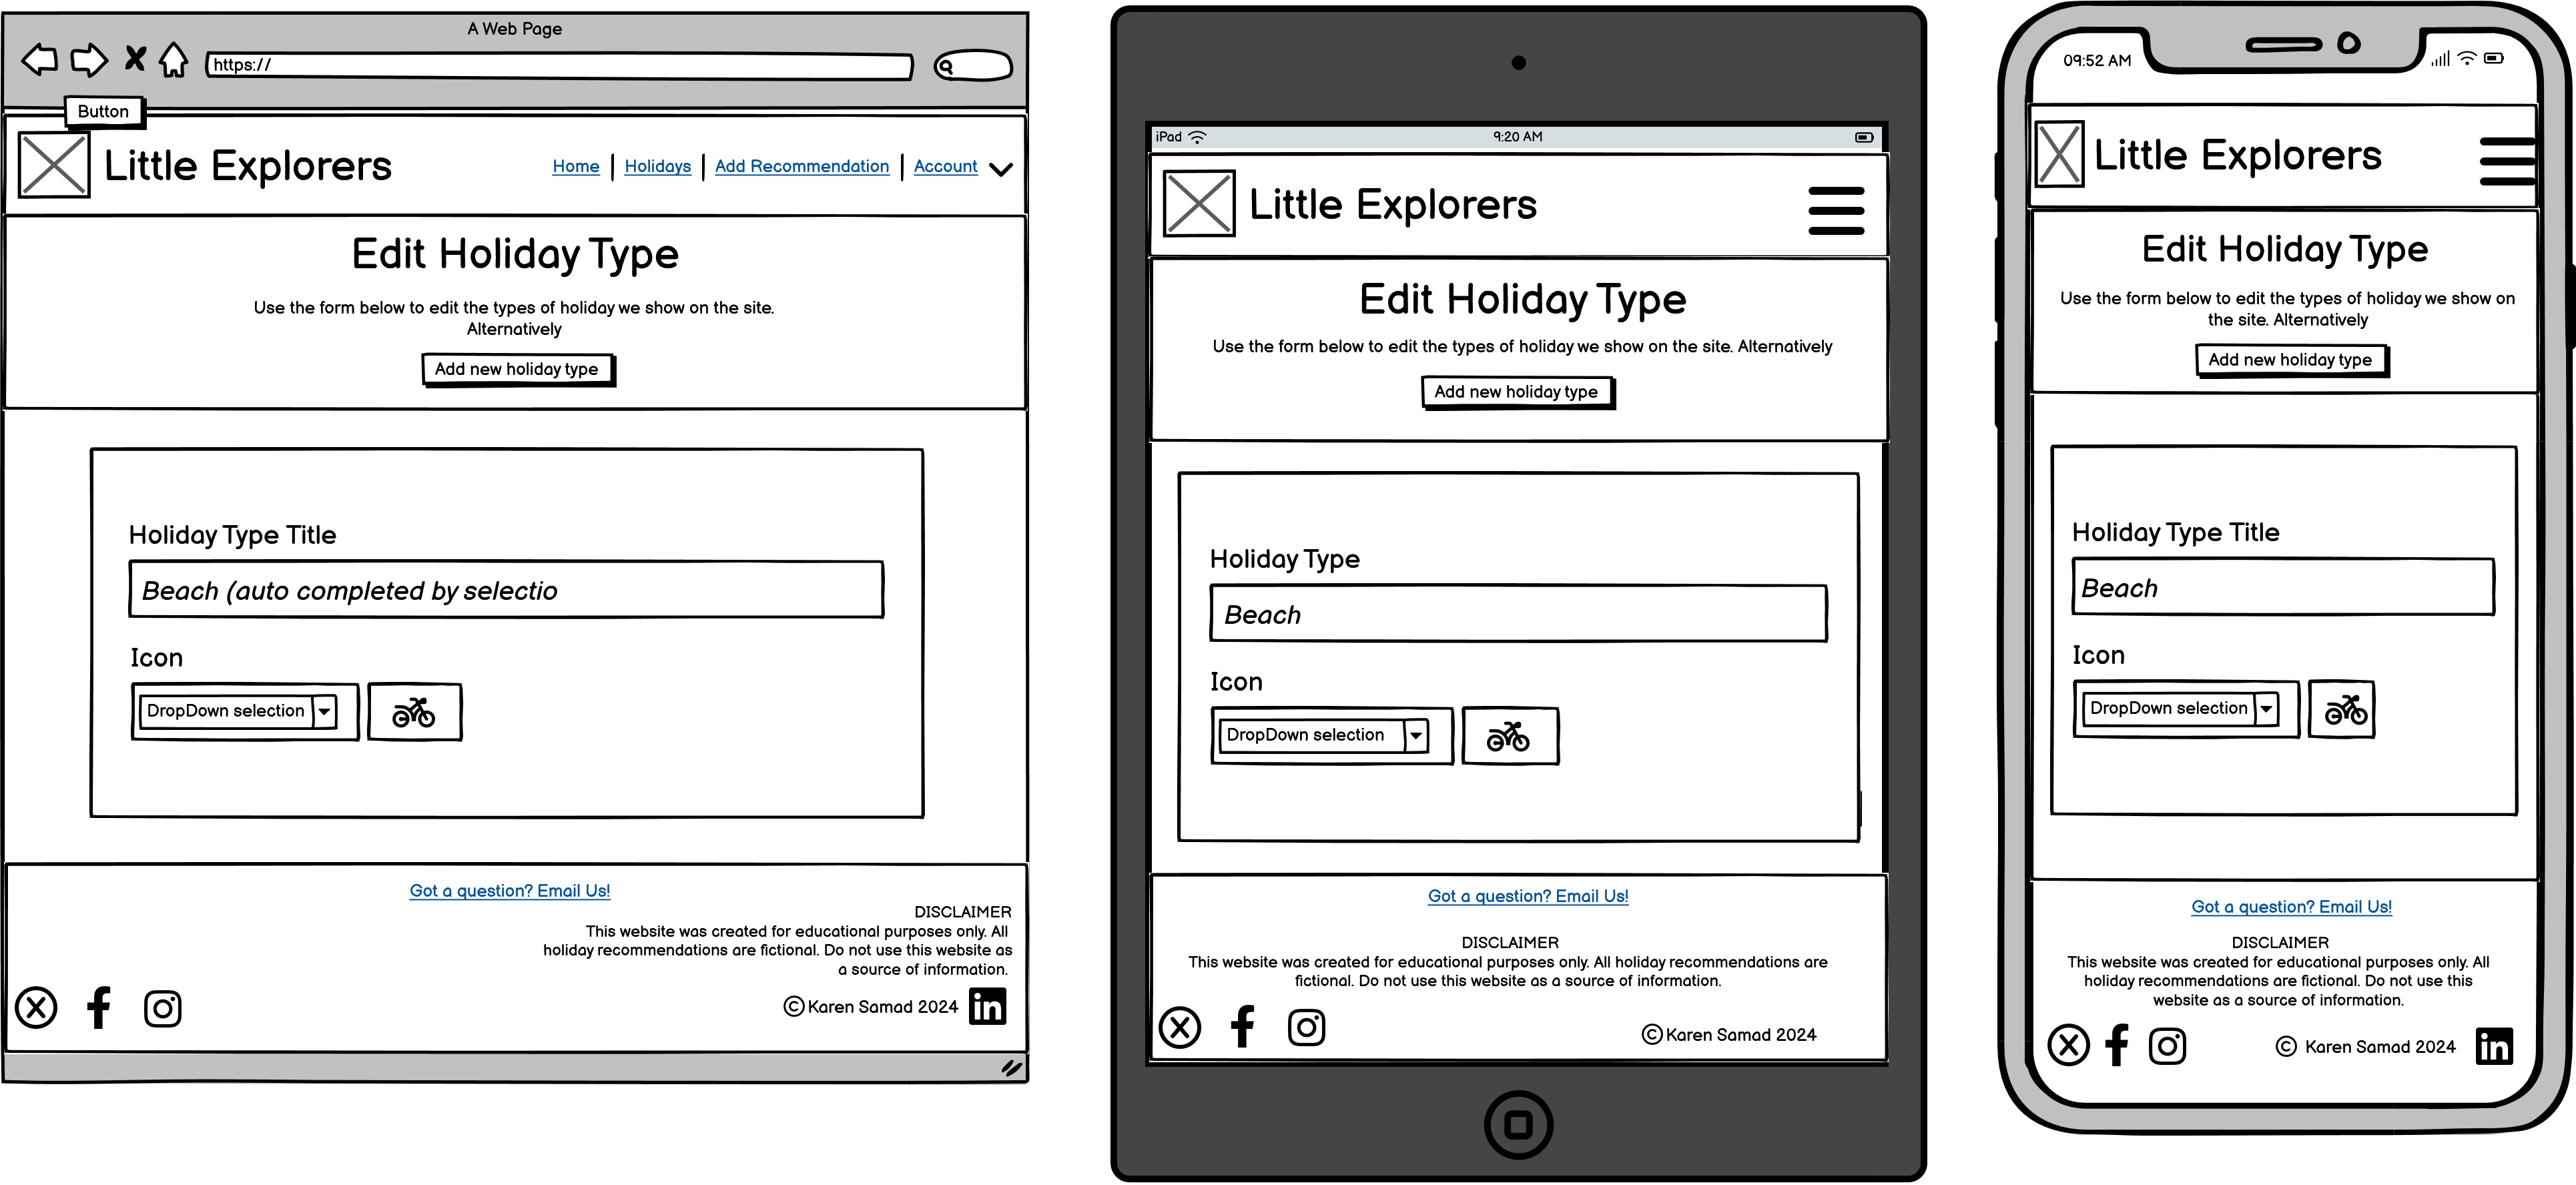 A Web Page
https://
Button
Little Explorers
Home Holidays Add Recommendation Account
Edit Holiday Type
Use the form below to edit the types of holiday we show on the site.
Alternatively
Add new holiday type
Holiday Type Title
Beach (auto completed by selectio
Icon
DropDown selection
Got a question? Email Us!
DISCLAIMER
This website was created for educational purposes only. All
holiday recommendations are fictional. Do not use this website as
a source of information.
© Karen Samad 2024
iPad
9:20 AM
Little Explorers
Edit Holiday Type
Use the form below to edit the types of holiday we show on the site. Alternatively
Add new holiday type
Holiday Type
Beach
Icon
DropDown selection
Got a question? Email Us!
DISCLAIMER
This website was created for educational purposes only. All holiday recommendations are
fictional. Do not use this website as a source of information.
© Karen Samad 2024
09:52 AM
Little Explorers
Edit Holiday Type
Use the form below to edit the types of holiday we show on
the site. Alternatively
Add new holiday type
Holiday Type Title
Beach
Icon
DropDown selection
Got a question? Email Us!
DISCLAIMER
This website was created for educational purposes only. All
holiday recommendations are fictional. Do not use this
website as a source of information.
© Karen Samad 2024